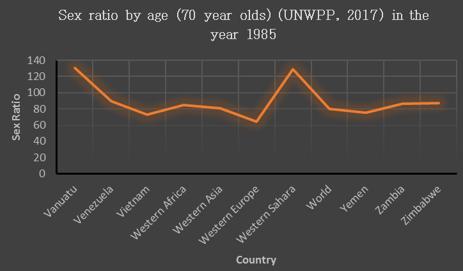 Sex ratio by age (70 year olds) (UNWPP, 2017) in the
year 1985
140
120
100
80
60
40
20
0
Sex Ratio
Vanuatu
Venezuela
Vietnam
Western Africa
Western Asia
Western Europe
Western Sahara
World
Yemen
Zambia
Zimbabwe
Country